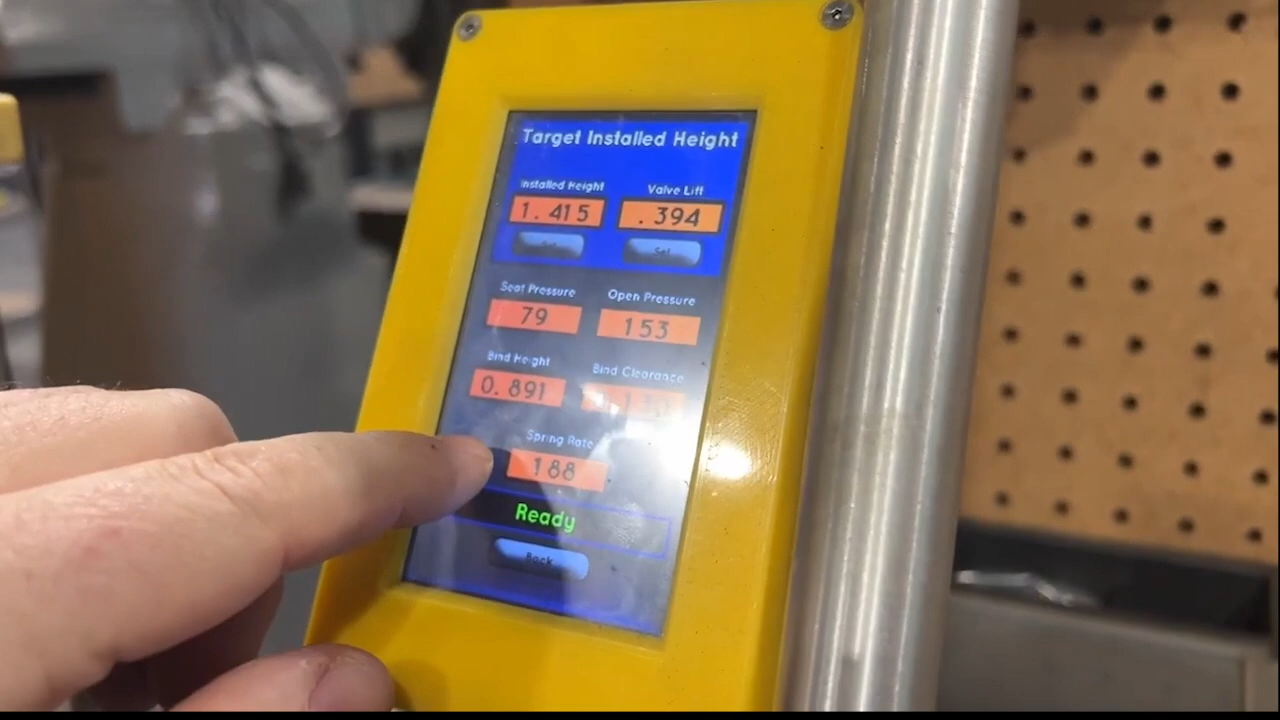 Target Installed Height
Installed Height Valve Lift
1.415 .394
Set
Seat Pressure Open Pressure
79 153
Bind Height Bind Clearance
0.891
Spring Rate
188
Ready
Back